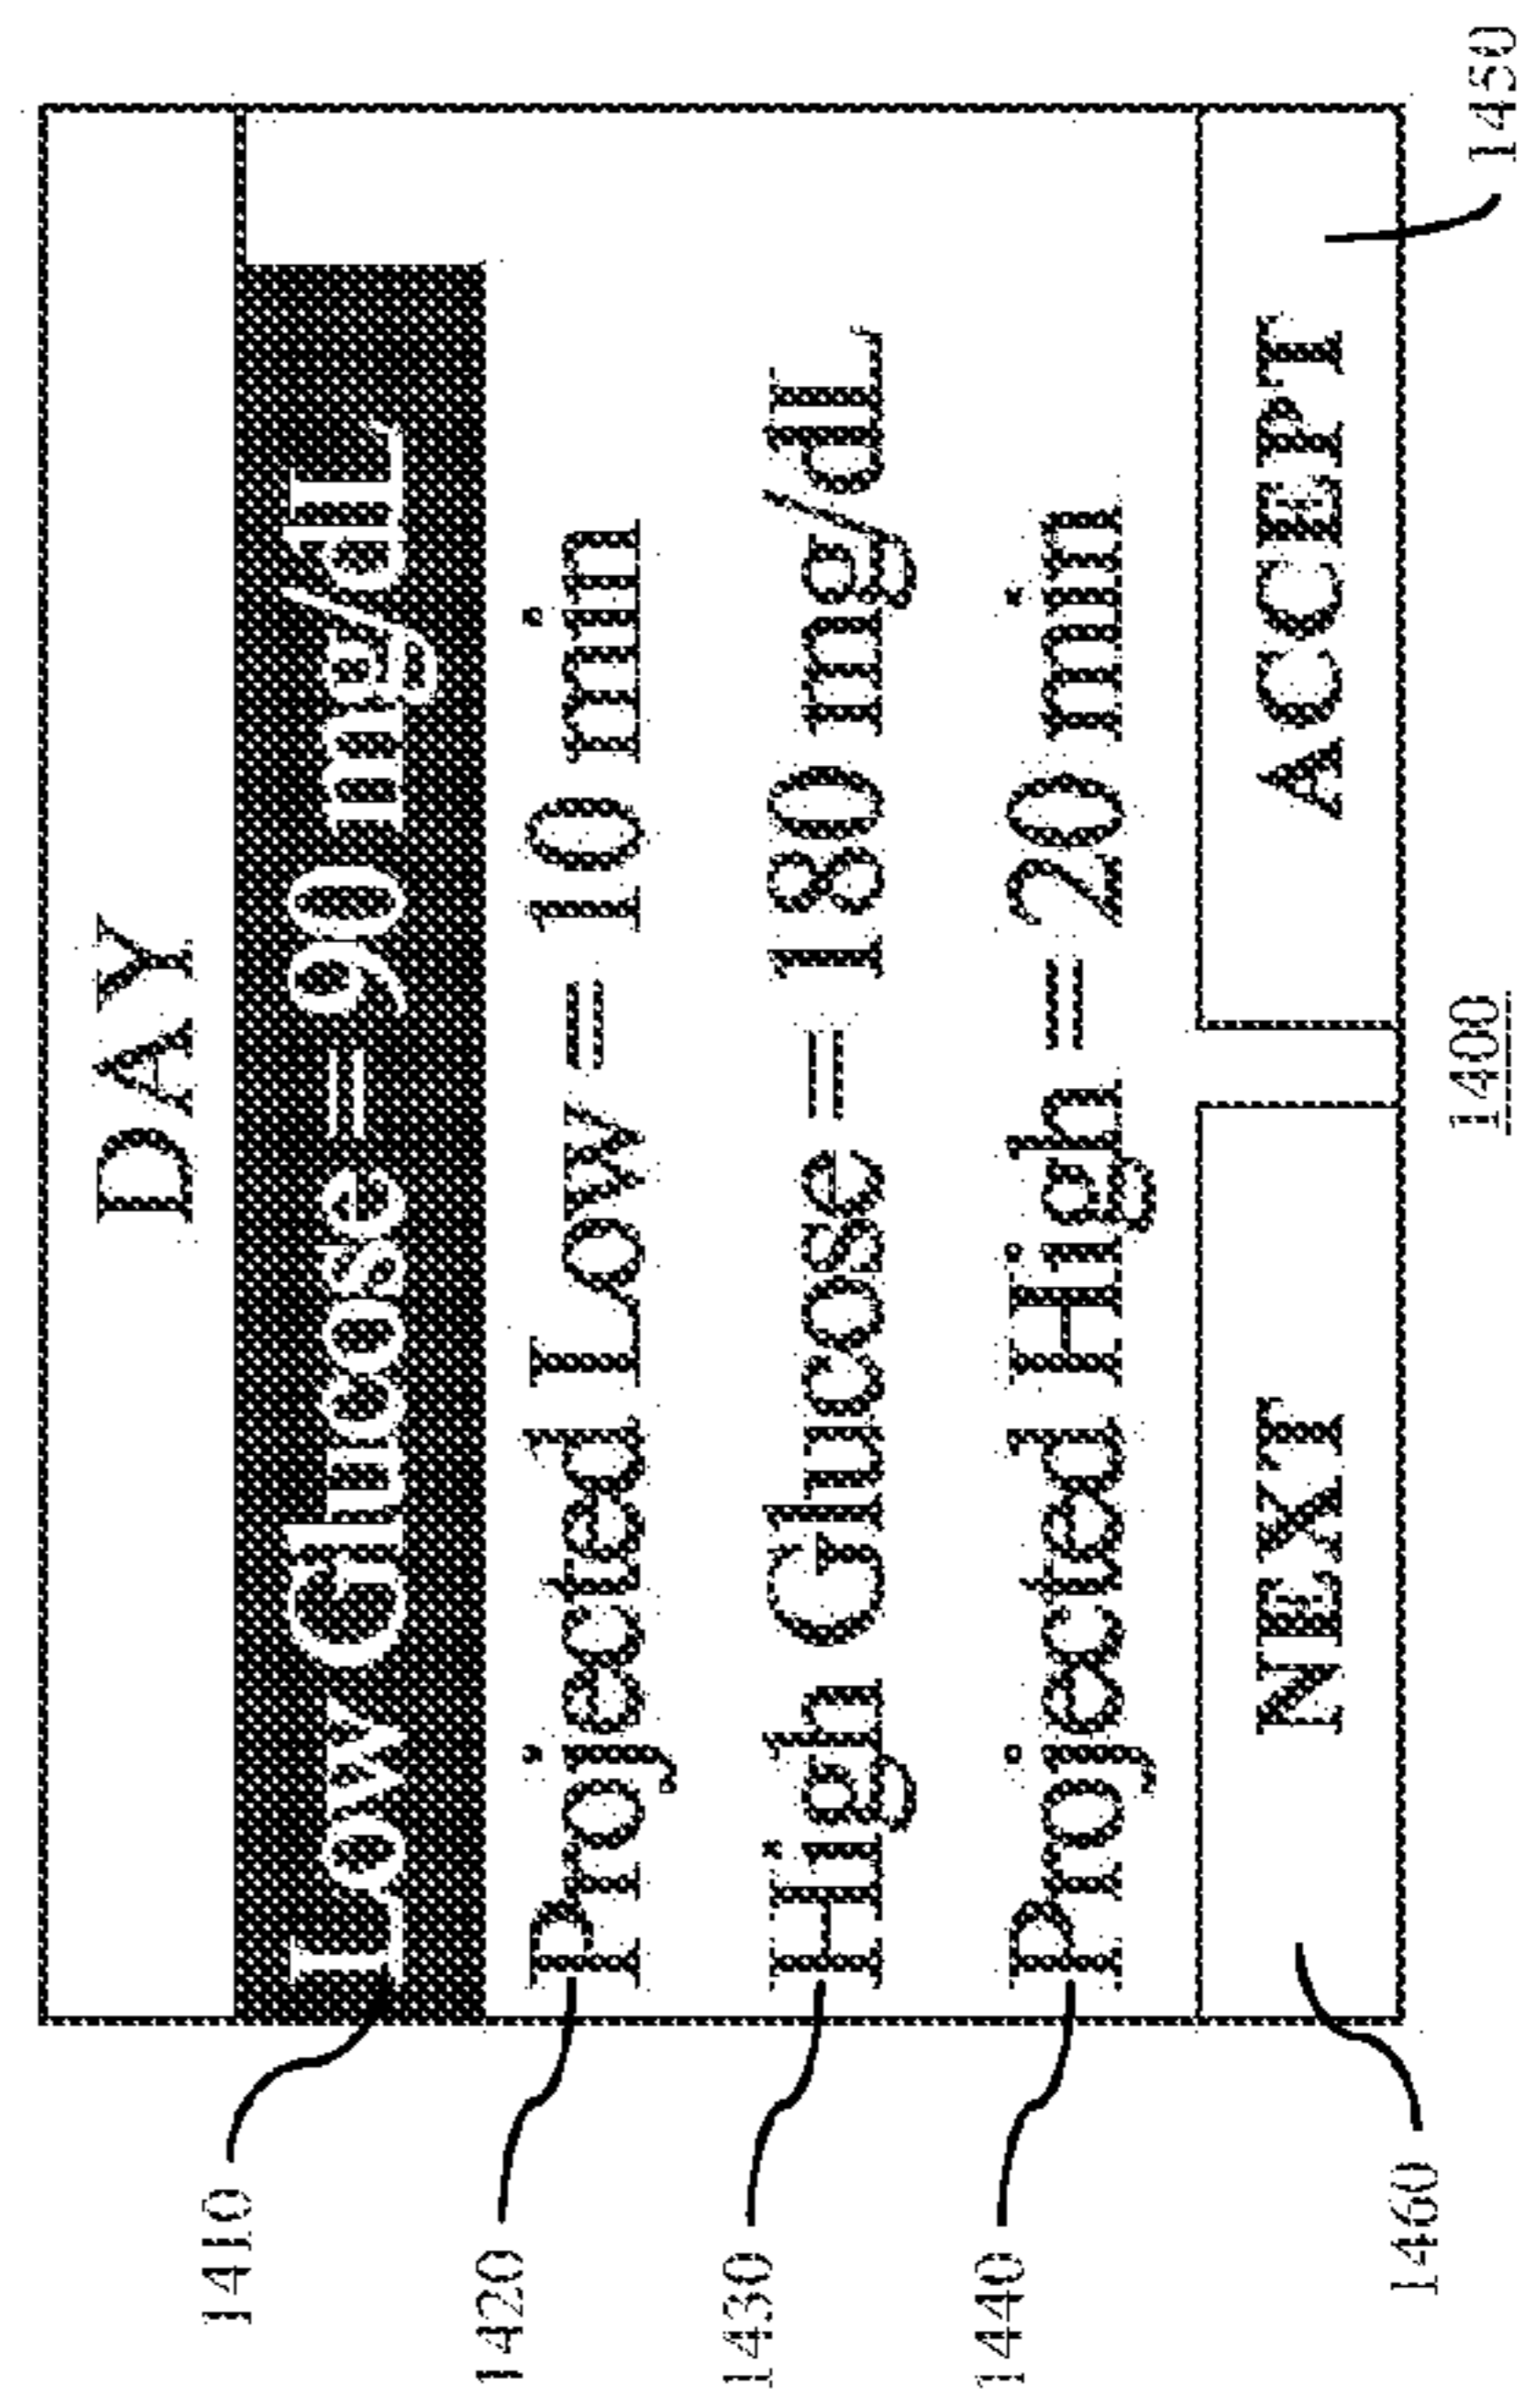 DAY
1410 Low Glucose = 90 mg/dL
1420 Projected Low = 10 min
1430 High Glucose = 180 mg/dL
1440 Projected High = 20 min
1460 NEXT ACCEPT 1450
1400